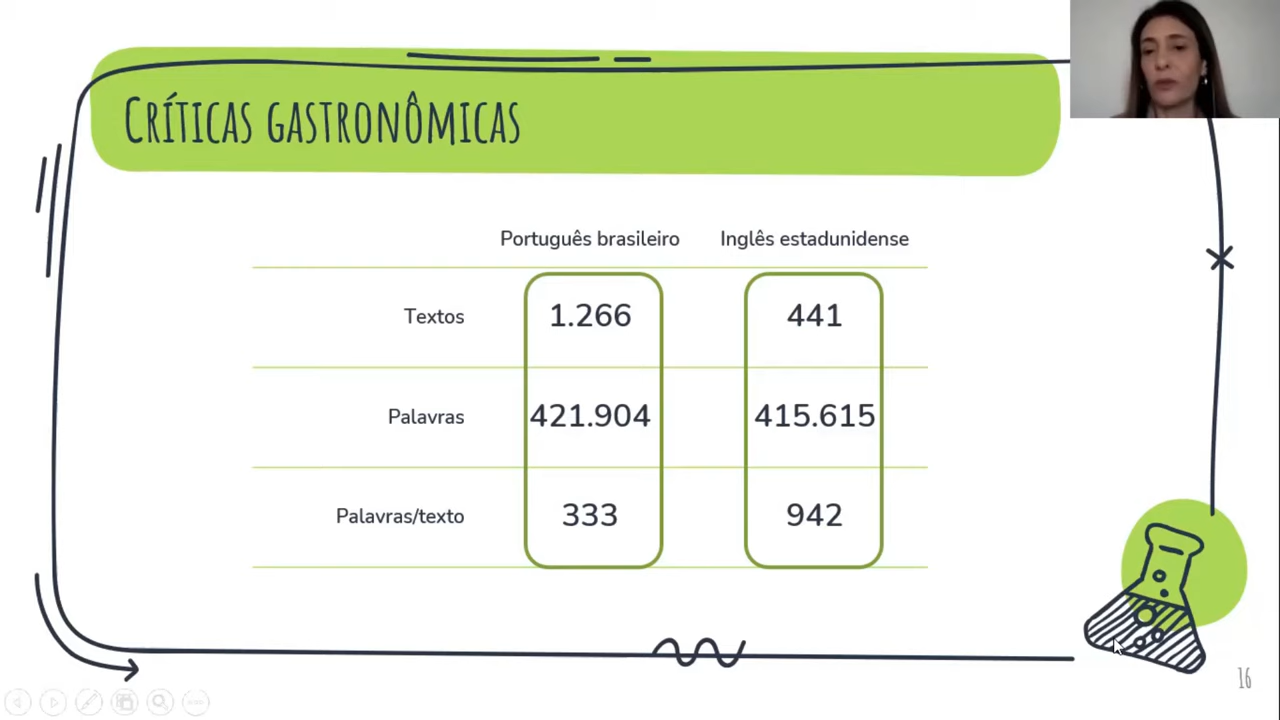 Críticas gastronômicas
Português brasileiro Inglês estadunidense
Textos 1.266 441
Palavras 421.904 415.615
Palavras/texto 333 942
16